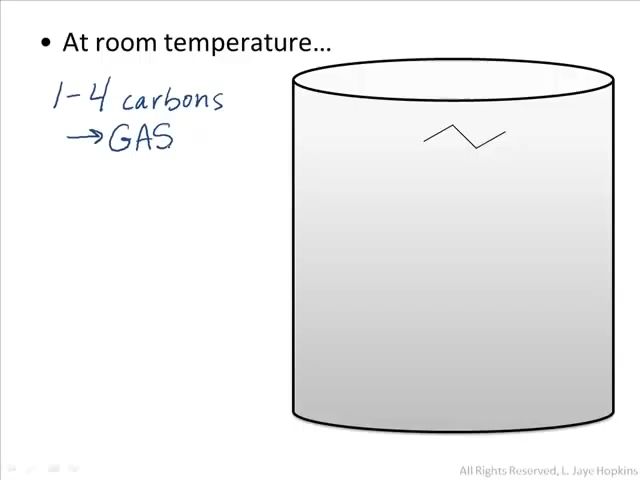 • At room temperature…
1-4 carbons
→ GAS
All Rights Reserved, L. Jaye Hopkins